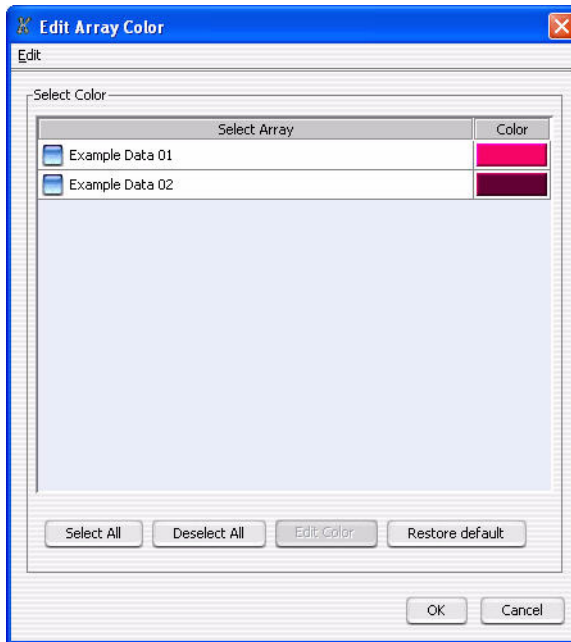 Edit Array Color
Edit
Select Color
Select Array Color
Example Data 01
Example Data 02
Select All Deselect All Edit Color Restore default
OK Cancel